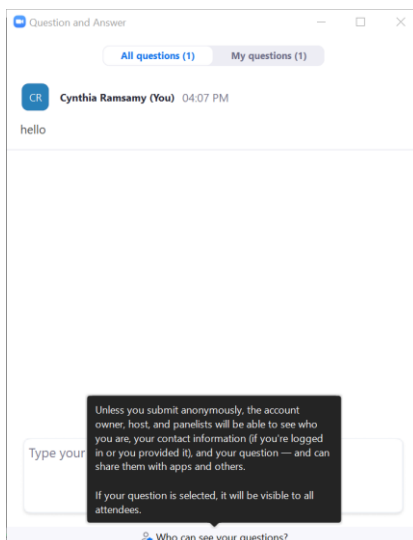 Question and Answer
All questions (1) My questions (1)
CR Cynthia Ramsamy (You) 04:07 PM
hello
Unless you submit anonymously, the account
owner, host, and panelists will be able to see who
you are, your contact information (if you're logged
in or you provided it), and your question — and can
share them with apps and others.
If your question is selected, it will be visible to all
attendees.
Type your
Who can see your questions?